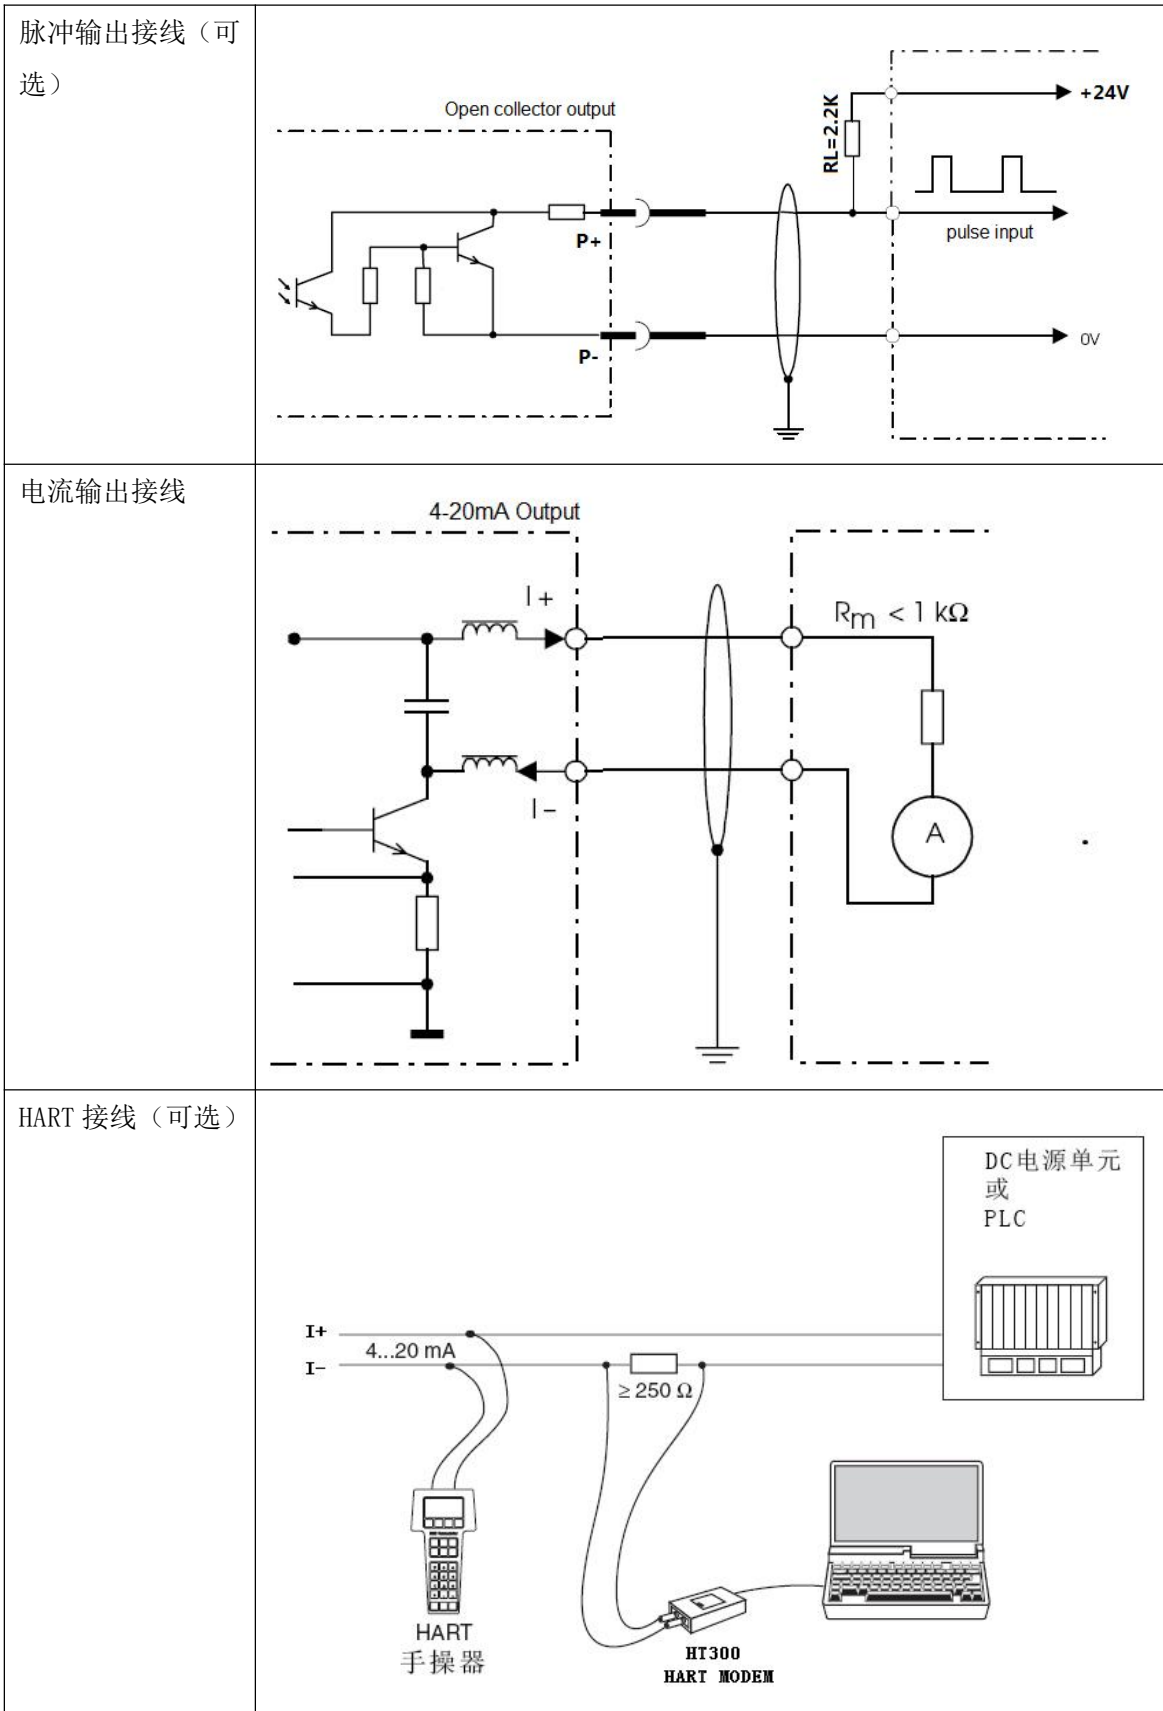 脉冲输出接线（可
选）
Open collector output
+24V
RL=2.2K
P+
pulse input
P-
0V
电流输出接线
4-20mA Output
I+
Rm < 1 kΩ
I-
A
HART 接线（可选）
DC电源单元
或
PLC
I+
4...20 mA
I-
≥ 250 Ω
HART
手操器
HT300
HART MODEM